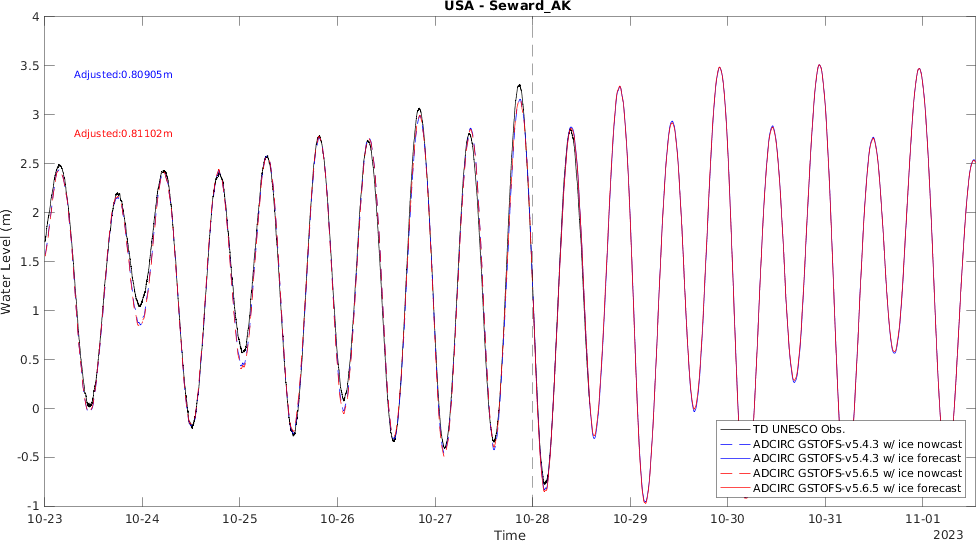 USA - Seward_AK
4
3.5
3
2.5
2
1.5
1
0.5
0
-0.5
-1
Water Level (m)
Adjusted:0.80905m
Adjusted:0.81102m
TD UNESCO Obs.
ADCIRC GSTOFS-v5.4.3 w/ ice nowcast
ADCIRC GSTOFS-v5.4.3 w/ ice forecast
ADCIRC GSTOFS-v5.6.5 w/ ice nowcast
ADCIRC GSTOFS-v5.6.5 w/ ice forecast
10-23 10-24 10-25 10-26 10-27 10-28 10-29 10-30 10-31 11-01
Time
2023